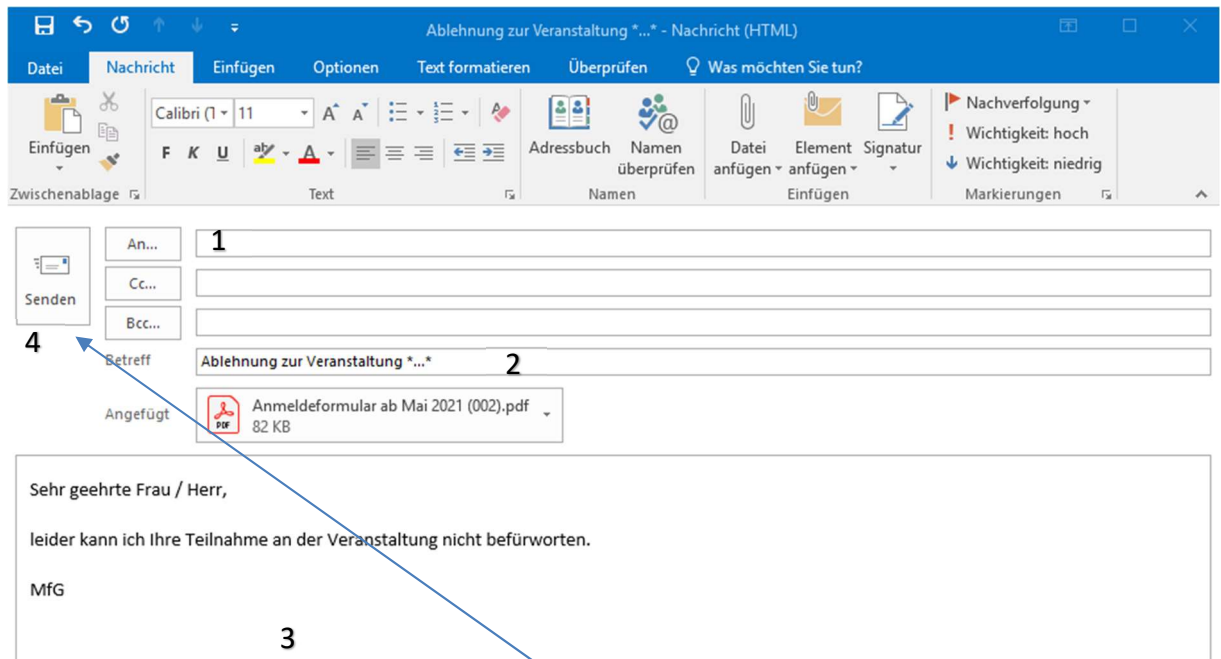 Ablehnung zur Veranstaltung *...* - Nachricht (HTML)
Datei Nachricht Einfügen Optionen Text formatieren Überprüfen Was möchten Sie tun?
Einfügen
Zwischenablage
Calibri (T 11
F K U
Text
Adressbuch
Namen
überprüfen
Namen
Datei
anfügen
Element
anfügen
Signatur
Einfügen
Nachverfolgung
Wichtigkeit: hoch
Wichtigkeit: niedrig
Markierungen
Senden
4
An... 1
Cc...
Bcc...
Betreff Ablehnung zur Veranstaltung *...* 2
Angefügt
PDF
Anmeldeformular ab Mai 2021 (002).pdf
82 KB
Sehr geehrte Frau / Herr,
leider kann ich Ihre Teilnahme an der Veranstaltung nicht befürworten.
MfG
3